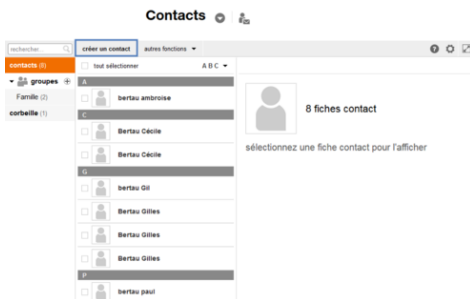 Contacts
rechercher... créer un contact autres fonctions
contacts (8) tout sélectionner A B C
groupes A
Famille (2) bertau ambroise
corbeille (1) C
Bertau Cécile
Bertau Cécile
G
bertau Gil
Bertau Gilles
Bertau Gilles
Bertau Gilles
P
bertau paul
8 fiches contact
sélectionnez une fiche contact pour l'afficher